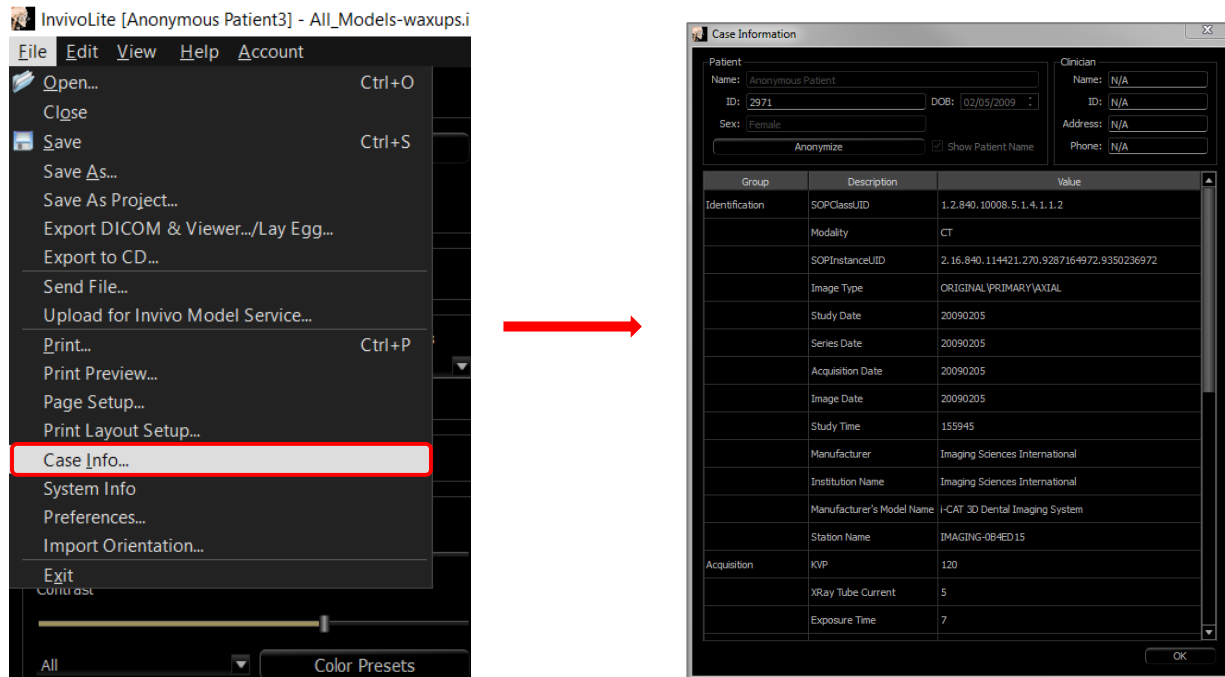 InvivoLite [Anonymous Patient3] - All_Models-waxups.i
File Edit View Help Account
Open... Ctrl+O
Close
Save Ctrl+S
Save As...
Save As Project...
Export DICOM & Viewer.../Lay Egg...
Export to CD...
Send File...
Upload for Invivo Model Service...
Print... Ctrl+P
Print Preview...
Page Setup...
Print Layout Setup...
Case Info...
System Info
Preferences...
Import Orientation...
Exit
Contrast
All Color Presets
Case Information
Patient
Name: Anonymous Patient
ID: 2971 DOB: 02/05/2009
Sex: Female
Anonymize Show Patient Name
Clinician
Name: N/A
ID: N/A
Address: N/A
Phone: N/A
Group Description Value
Identification SOPClassUID 1.2.840.10008.5.1.4.1.1.2
Modality CT
SOPInstanceUID 2.16.840.114421.270.9287164972.9350236972
Image Type ORIGINAL\PRIMARY\AXIAL
Study Date 20090205
Series Date 20090205
Acquisition Date 20090205
Image Date 20090205
Study Time 155945
Manufacturer Imaging Sciences International
Institution Name Imaging Sciences International
Manufacturer's Model Name i-CAT 3D Dental Imaging System
Station Name IMAGING-0B4ED15
Acquisition KVP 120
XRay Tube Current 5
Exposure Time 7
OK